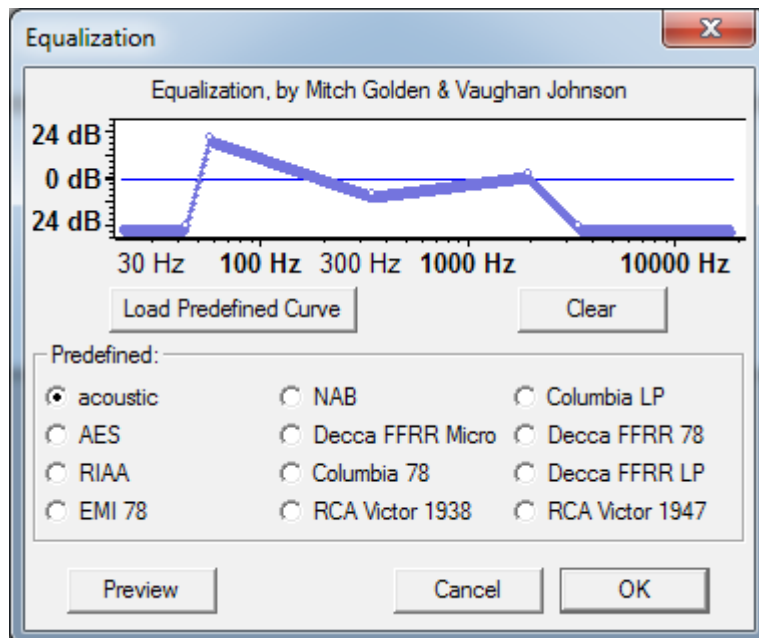 Equalization
Equalization, by Mitch Golden & Vaughan Johnson
24 dB
0 dB
24 dB
30 Hz 100 Hz 300 Hz 1000 Hz 10000 Hz
Load Predefined Curve Clear
Predefined:
acoustic NAB Columbia LP
AES Decca FFRR Micro Decca FFRR 78
RIAA Columbia 78 Decca FFRR LP
EMI 78 RCA Victor 1938 RCA Victor 1947
Preview Cancel OK